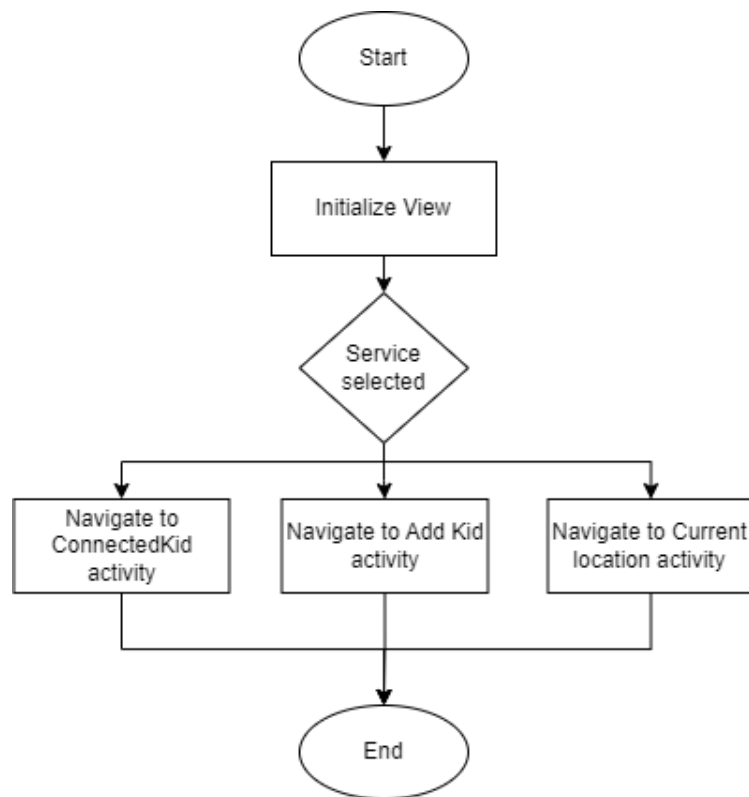 Start
Initialize View
Service
selected
Navigate to
ConnectedKid
activity
Navigate to Add Kid
activity
Navigate to Current
location activity
End